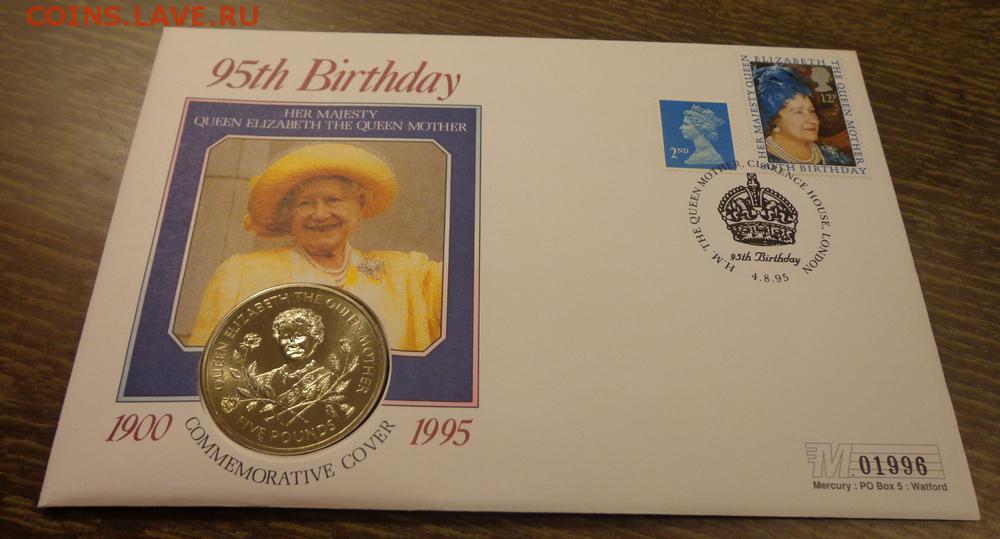 COINS.LAVE.RU
95th Birthday
HER MAJESTY
QUEEN ELIZABETH THE QUEEN MOTHER
QUEEN ELIZABETH THE QUEEN MOTHER
FIVE POUNDS
1900
COMMEMORATIVE COVER
1995
2ND
HER MAJESTY QUEEN
ELIZABETH
THE QUEEN MOTHER
80TH BIRTHDAY
12P
H.M. THE QUEEN MOTHER, CLARENCE HOUSE, LONDON
95th Birthday
4.8.95
M
01996
Mercury : PO Box 5 : Watford